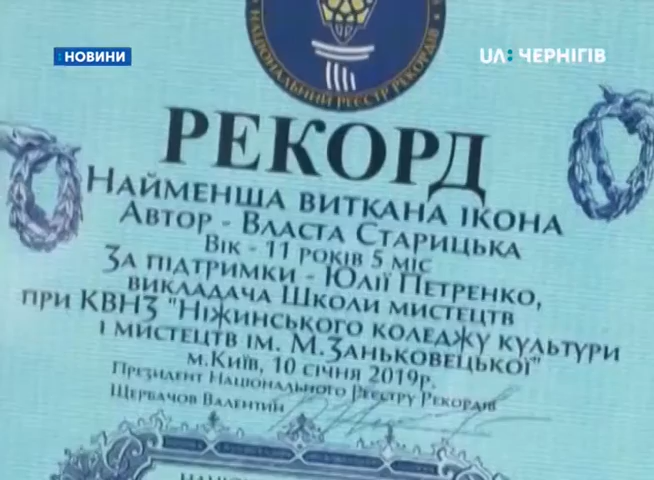 НОВИНИ
UA: ЧЕРНІГІВ
НАЦІОНАЛЬНИЙ РЕЄСТР РЕКОРДІВ
РЕКОРД
НАЙМЕНША ВИТКАНА ІКОНА
АВТОР - ВЛАСТА СТАРИЦЬКА
ВІК - 11 РОКІВ 5 МІС
ЗА ПІДТРИМКИ - ЮЛІЇ ПЕТРЕНКО,
ВИКЛАДАЧА ШКОЛИ МИСТЕЦТВ
ПРИ КВНЗ "НІЖИНСЬКОГО КОЛЕДЖУ КУЛЬТУРИ
І МИСТЕЦТВ ІМ. М.ЗАНЬКОВЕЦЬКОЇ"
М.КИЇВ, 10 СІЧНЯ 2019Р.
ПРЕЗИДЕНТ НАЦІОНАЛЬНОГО РЕЄСТРУ РЕКОРДІВ
ЩЕРБАЧОВ ВАЛЕНТИН